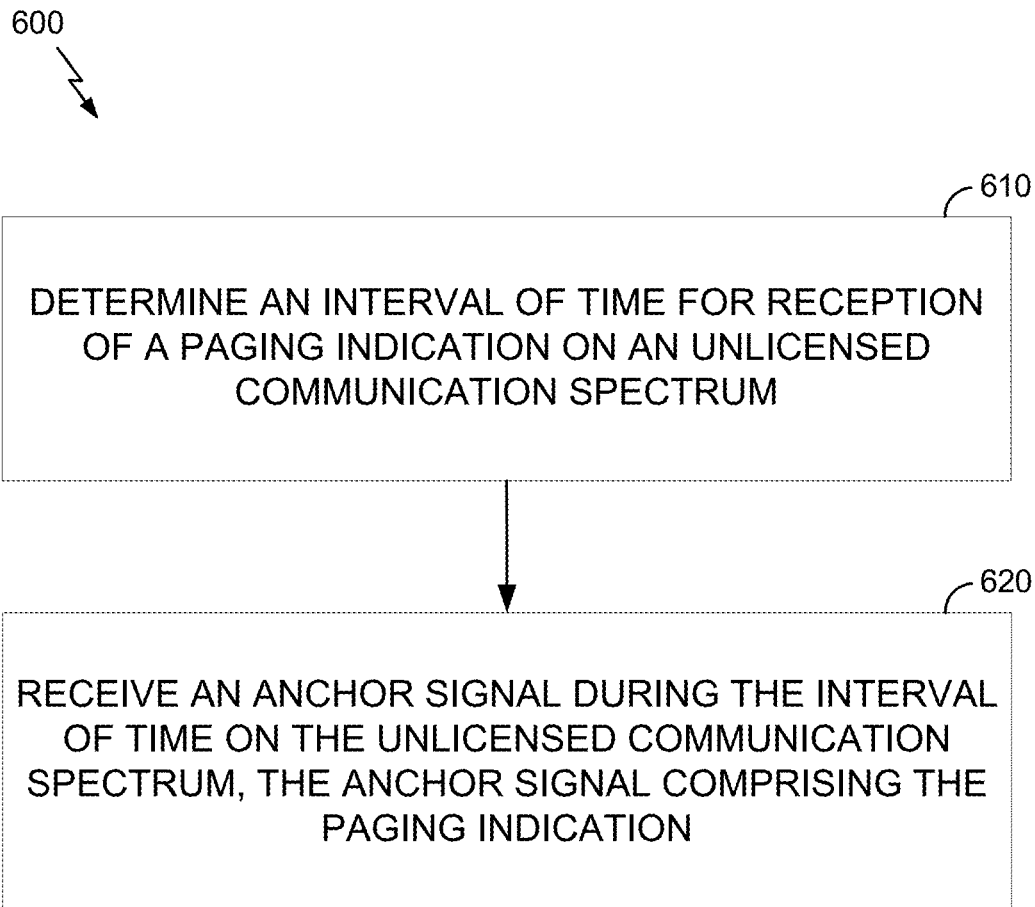 600
610
DETERMINE AN INTERVAL OF TIME FOR RECEPTION
OF A PAGING INDICATION ON AN UNLICENSED
COMMUNICATION SPECTRUM
620
RECEIVE AN ANCHOR SIGNAL DURING THE INTERVAL
OF TIME ON THE UNLICENSED COMMUNICATION
SPECTRUM, THE ANCHOR SIGNAL COMPRISING THE
PAGING INDICATION